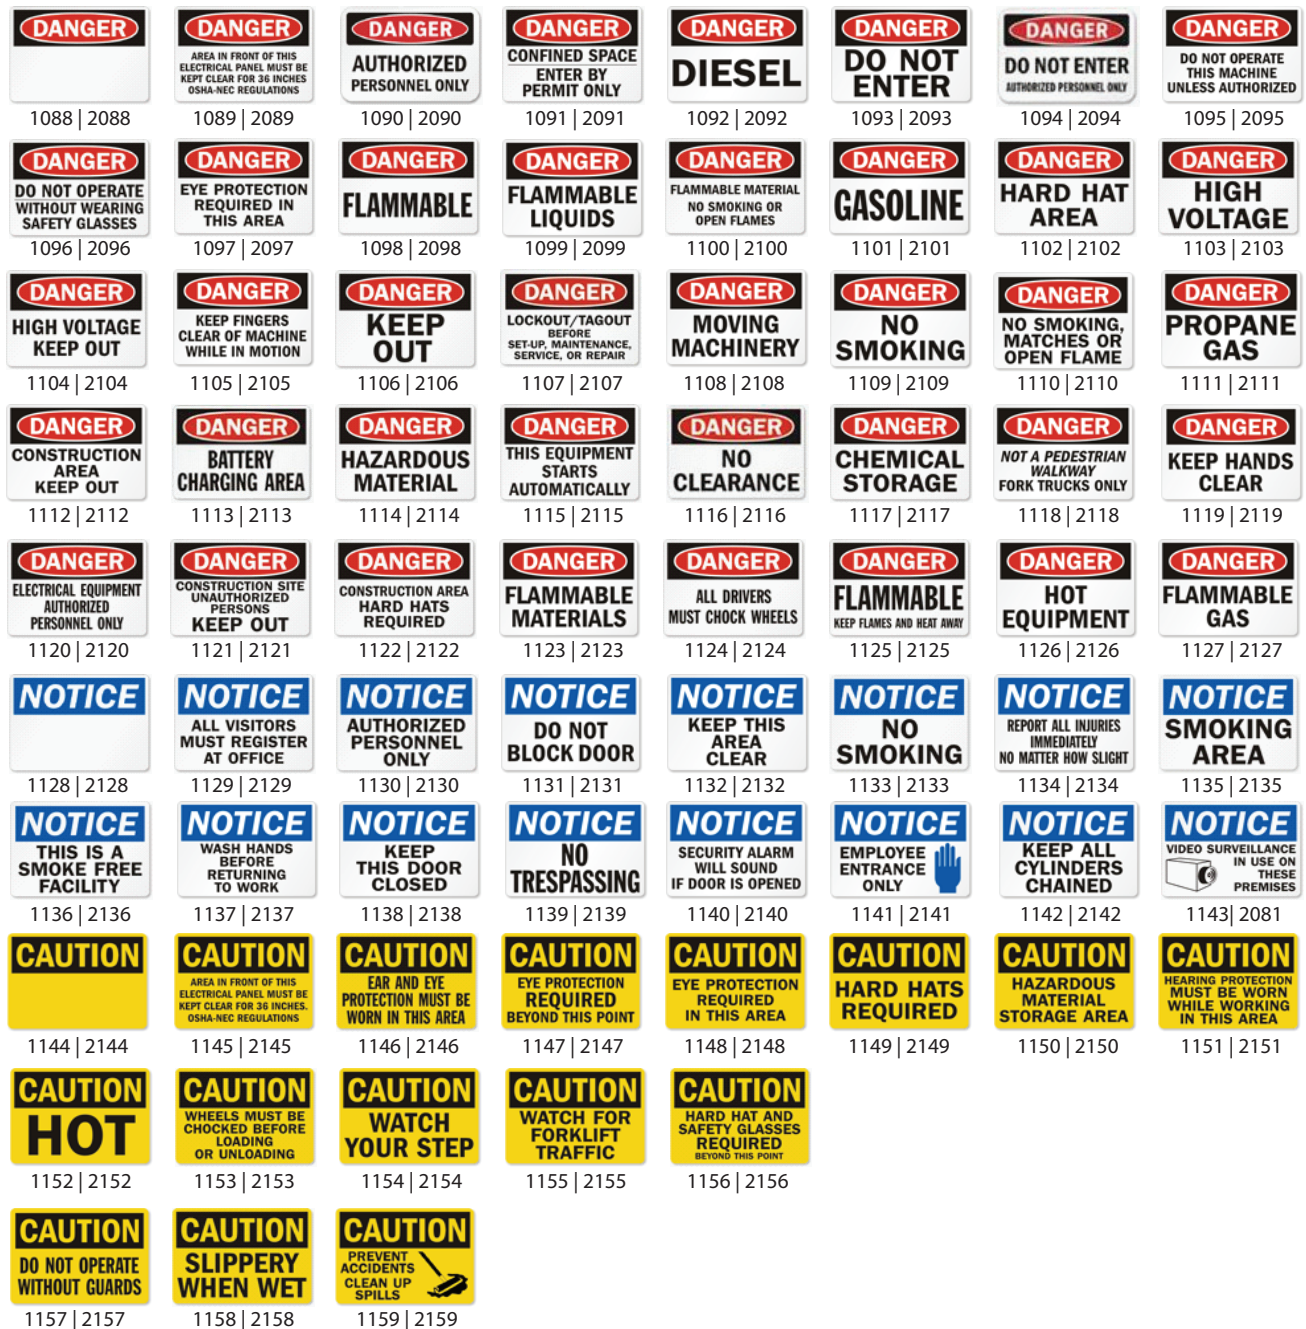 DANGER
1088 | 2088
DANGER
AREA IN FRONT OF THIS
ELECTRICAL PANEL MUST BE
KEPT CLEAR FOR 36 INCHES
OSHA-NEC REGULATIONS
1089 | 2089
DANGER
AUTHORIZED
PERSONNEL ONLY
1090 | 2090
DANGER
CONFINED SPACE
ENTER BY
PERMIT ONLY
1091 | 2091
DANGER
DIESEL
1092 | 2092
DANGER
DO NOT
ENTER
1093 | 2093
DANGER
DO NOT ENTER
AUTHORIZED PERSONNEL ONLY
1094 | 2094
DANGER
DO NOT OPERATE
THIS MACHINE
UNLESS AUTHORIZED
1095 | 2095
DANGER
DO NOT OPERATE
WITHOUT WEARING
SAFETY GLASSES
1096 | 2096
DANGER
EYE PROTECTION
REQUIRED IN
THIS AREA
1097 | 2097
DANGER
FLAMMABLE
1098 | 2098
DANGER
FLAMMABLE
LIQUIDS
1099 | 2099
DANGER
FLAMMABLE MATERIAL
NO SMOKING OR
OPEN FLAMES
1100 | 2100
DANGER
GASOLINE
1101 | 2101
DANGER
HARD HAT
AREA
1102 | 2102
DANGER
HIGH
VOLTAGE
1103 | 2103
DANGER
HIGH VOLTAGE
KEEP OUT
1104 | 2104
DANGER
KEEP FINGERS
CLEAR OF MACHINE
WHILE IN MOTION
1105 | 2105
DANGER
KEEP
OUT
1106 | 2106
DANGER
LOCKOUT/TAGOUT
BEFORE
SET-UP, MAINTENANCE,
SERVICE, OR REPAIR
1107 | 2107
DANGER
MOVING
MACHINERY
1108 | 2108
DANGER
NO
SMOKING
1109 | 2109
DANGER
NO SMOKING,
MATCHES OR
OPEN FLAME
1110 | 2110
DANGER
PROPANE
GAS
1111 | 2111
DANGER
CONSTRUCTION
AREA
KEEP OUT
1112 | 2112
DANGER
BATTERY
CHARGING AREA
1113 | 2113
DANGER
HAZARDOUS
MATERIAL
1114 | 2114
DANGER
THIS EQUIPMENT
STARTS
AUTOMATICALLY
1115 | 2115
DANGER
NO
CLEARANCE
1116 | 2116
DANGER
CHEMICAL
STORAGE
1117 | 2117
DANGER
NOT A PEDESTRIAN
WALKWAY
FORK TRUCKS ONLY
1118 | 2118
DANGER
KEEP HANDS
CLEAR
1119 | 2119
DANGER
ELECTRICAL EQUIPMENT
AUTHORIZED
PERSONNEL ONLY
1120 | 2120
DANGER
CONSTRUCTION SITE
UNAUTHORIZED
PERSONS
KEEP OUT
1121 | 2121
DANGER
CONSTRUCTION AREA
HARD HATS
REQUIRED
1122 | 2122
DANGER
FLAMMABLE
MATERIALS
1123 | 2123
DANGER
ALL DRIVERS
MUST CHOCK WHEELS
1124 | 2124
DANGER
FLAMMABLE
KEEP FLAMES AND HEAT AWAY
1125 | 2125
DANGER
HOT
EQUIPMENT
1126 | 2126
DANGER
FLAMMABLE
GAS
1127 | 2127
NOTICE
1128 | 2128
NOTICE
ALL VISITORS
MUST REGISTER
AT OFFICE
1129 | 2129
NOTICE
AUTHORIZED
PERSONNEL
ONLY
1130 | 2130
NOTICE
DO NOT
BLOCK DOOR
1131 | 2131
NOTICE
KEEP THIS
AREA
CLEAR
1132 | 2132
NOTICE
NO
SMOKING
1133 | 2133
NOTICE
REPORT ALL INJURIES
IMMEDIATELY
NO MATTER HOW SLIGHT
1134 | 2134
NOTICE
SMOKING
AREA
1135 | 2135
NOTICE
THIS IS A
SMOKE FREE
FACILITY
1136 | 2136
NOTICE
WASH HANDS
BEFORE
RETURNING
TO WORK
1137 | 2137
NOTICE
KEEP
THIS DOOR
CLOSED
1138 | 2138
NOTICE
NO
TRESPASSING
1139 | 2139
NOTICE
SECURITY ALARM
WILL SOUND
IF DOOR IS OPENED
1140 | 2140
NOTICE
EMPLOYEE
ENTRANCE
ONLY
1141 | 2141
NOTICE
KEEP ALL
CYLINDERS
CHAINED
1142 | 2142
NOTICE
VIDEO SURVEILLANCE
IN USE ON
THESE
PREMISES
1143| 2081
CAUTION
1144 | 2144
CAUTION
AREA IN FRONT OF THIS
ELECTRICAL PANEL MUST BE
KEPT CLEAR FOR 36 INCHES.
OSHA-NEC REGULATIONS
1145 | 2145
CAUTION
EAR AND EYE
PROTECTION MUST BE
WORN IN THIS AREA
1146 | 2146
CAUTION
EYE PROTECTION
REQUIRED
BEYOND THIS POINT
1147 | 2147
CAUTION
EYE PROTECTION
REQUIRED
IN THIS AREA
1148 | 2148
CAUTION
HARD HATS
REQUIRED
1149 | 2149
CAUTION
HAZARDOUS
MATERIAL
STORAGE AREA
1150 | 2150
CAUTION
HEARING PROTECTION
MUST BE WORN
WHILE WORKING
IN THIS AREA
1151 | 2151
CAUTION
HOT
1152 | 2152
CAUTION
WHEELS MUST BE
CHOCKED BEFORE
LOADING
OR UNLOADING
1153 | 2153
CAUTION
WATCH
YOUR STEP
1154 | 2154
CAUTION
WATCH FOR
FORKLIFT
TRAFFIC
1155 | 2155
CAUTION
HARD HAT AND
SAFETY GLASSES
REQUIRED
BEYOND THIS POINT
1156 | 2156
CAUTION
DO NOT OPERATE
WITHOUT GUARDS
1157 | 2157
CAUTION
SLIPPERY
WHEN WET
1158 | 2158
CAUTION
PREVENT
ACCIDENTS
CLEAN UP
SPILLS
1159 | 2159